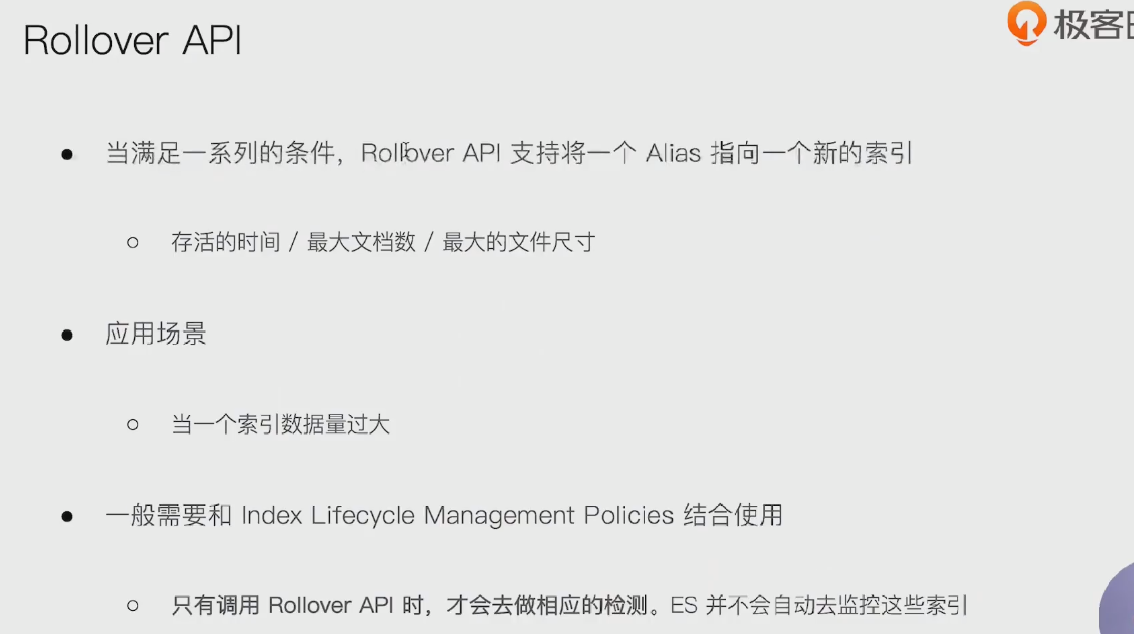 Rollover API
极客
当满足一系列的条件，Rollover API 支持将一个 Alias 指向一个新的索引
存活的时间 / 最大文档数 / 最大的文件尺寸
应用场景
当一个索引数据量过大
一般需要和 Index Lifecycle Management Policies 结合使用
只有调用 Rollover API 时，才会去做相应的检测。ES 并不会自动去监控这些索引